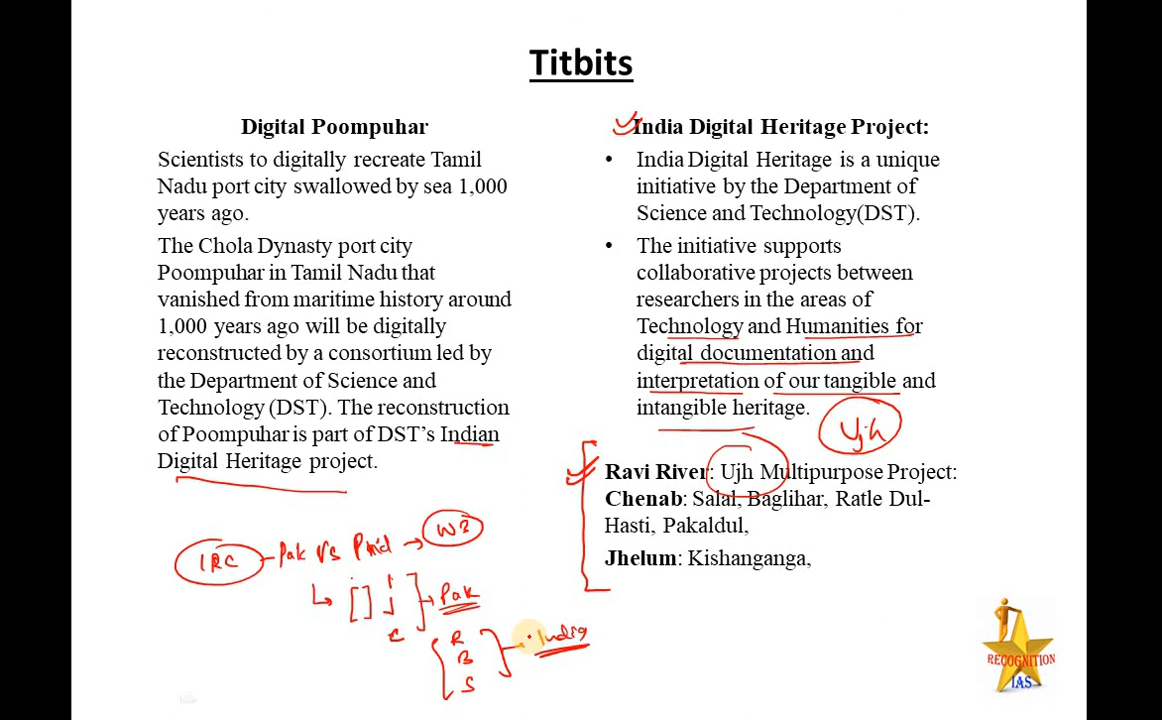 Titbits
Digital Poompuhar
Scientists to digitally recreate Tamil
Nadu port city swallowed by sea 1,000
years ago.
The Chola Dynasty port city
Poompuhar in Tamil Nadu that
vanished from maritime history around
1,000 years ago will be digitally
reconstructed by a consortium led by
the Department of Science and
Technology (DST). The reconstruction
of Poompuhar is part of DST's Indian
Digital Heritage project.
India Digital Heritage Project:
• India Digital Heritage is a unique
initiative by the Department of
Science and Technology(DST).
• The initiative supports
collaborative projects between
researchers in the areas of
Technology and Humanities for
digital documentation and
interpretation of our tangible and
intangible heritage.
Ujh
Ravi River: Ujh Multipurpose Project:
Chenab: Salal, Baglihar, Ratle Dul-
Hasti, Pakaldul,
Jhelum: Kishanganga,
Pak Vs
Pak
J
C
R
B
S
India
RECOGNITION
IAS